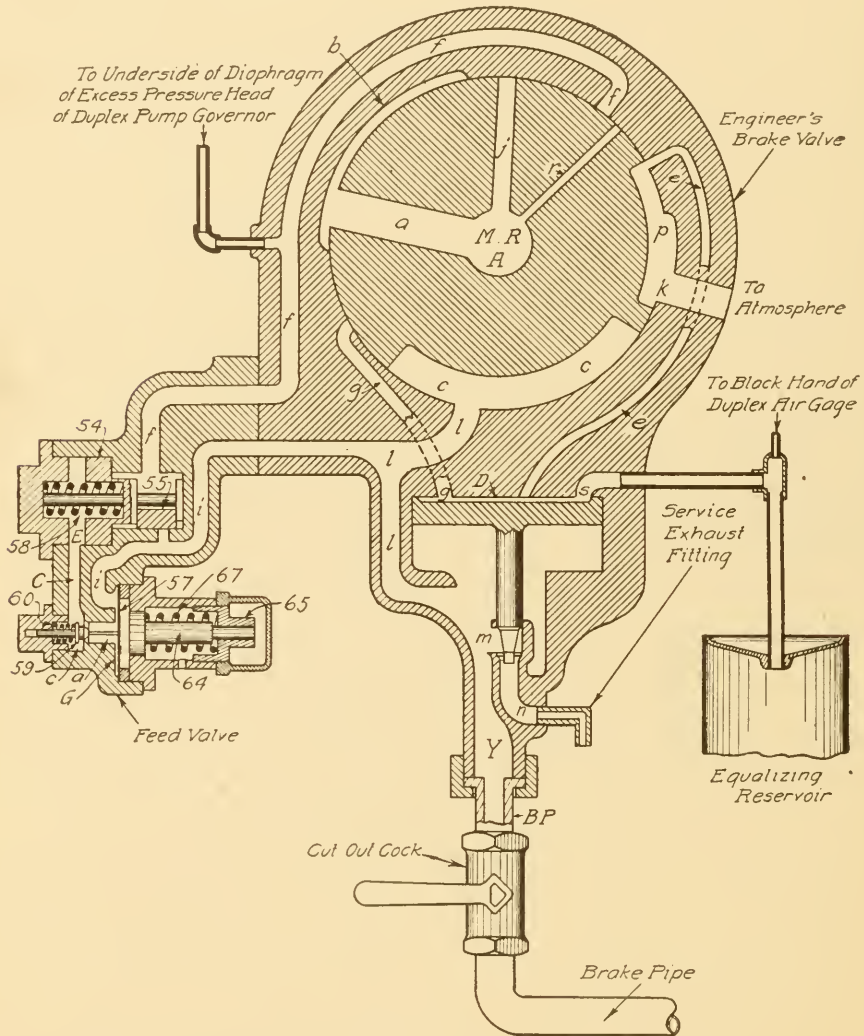 To Underside of Diaphragm
of Excess Pressure Head
of Duplex Pump Governor
b
f
f
Engineer's
Brake Valve
j
r
e
a
M.R
A
p
k
To
Atmosphere
f
c
c
g
To Black Hand of
Duplex Air Gage
l
e
54
f
55
l
D
g
s
i
Service
Exhaust
Fitting
58
E
l
C
i
57
67
65
60
m
59
c
a
G
64
n
Feed Valve
Y
Equalizing
Reservoir
BP
Cut Out Cock
Brake Pipe